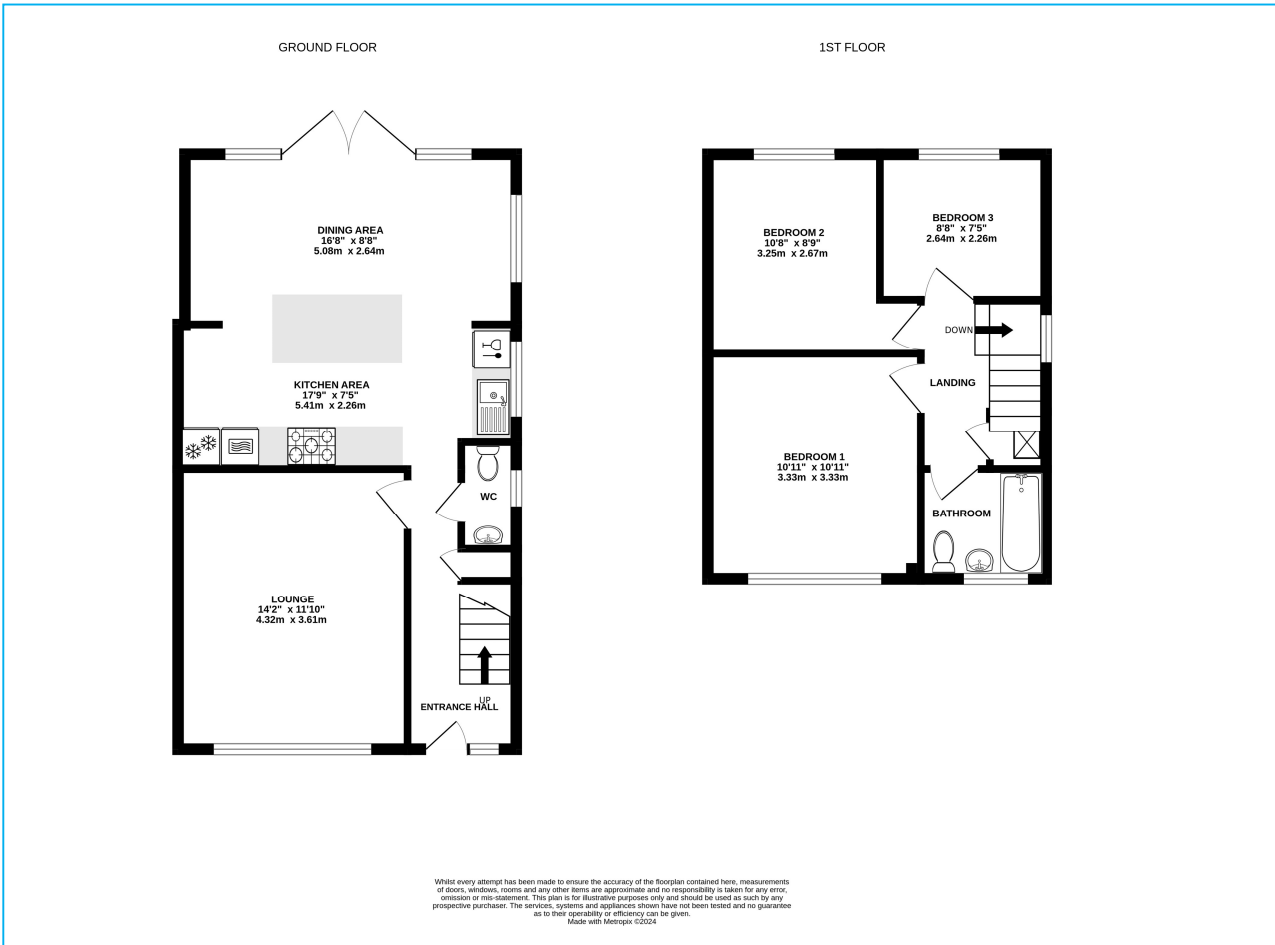 GROUND FLOOR
1ST FLOOR
DINING AREA
16'8" x 8'8"
5.08m x 2.64m
KITCHEN AREA
17'9" x 7'5"
5.41m x 2.26m
WC
LOUNGE
14'2" x 11'10"
4.32m x 3.61m
UP
ENTRANCE HALL
BEDROOM 2
10'8" x 8'9"
3.25m x 2.67m
BEDROOM 3
8'8" x 7'5"
2.64m x 2.26m
DOWN
LANDING
BEDROOM 1
10'11" x 10'11"
3.33m x 3.33m
BATHROOM
Whilst every attempt has been made to ensure the accuracy of the floorplan contained here, measurements
of doors, windows, rooms and any other items are approximate and no responsibility is taken for any error,
omission or mis-statement. This plan is for illustrative purposes only and should be used as such by any
prospective purchaser. The services, systems and appliances shown have not been tested and no guarantee
as to their operability or efficiency can be given.
Made with Metropix ©2024